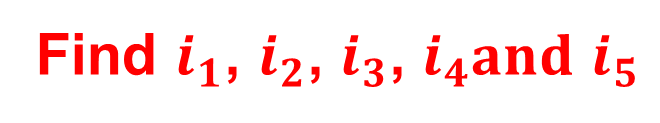 Find i₁, i₂, i₃, i₄and i₅